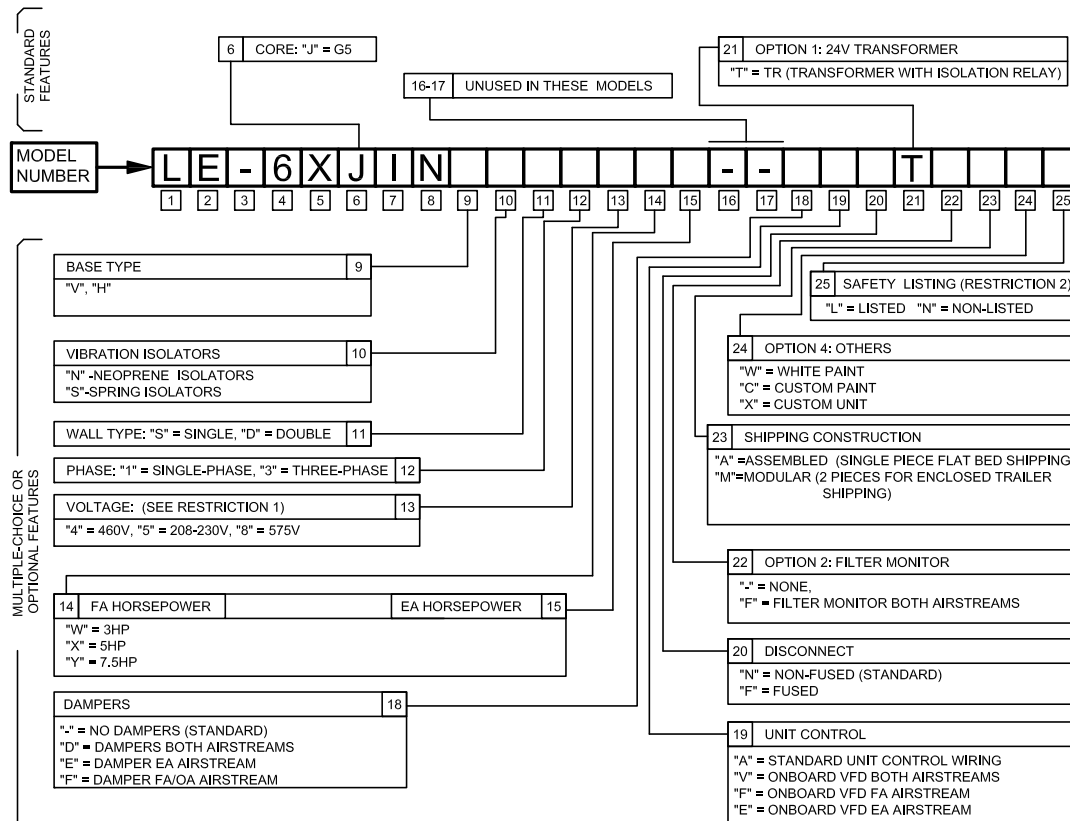 STANDARD
FEATURES
6 CORE: "J" = G5
16-17 UNUSED IN THESE MODELS
21 OPTION 1: 24V TRANSFORMER
"T" = TR (TRANSFORMER WITH ISOLATION RELAY)
MODEL
NUMBER
L E - 6 X J I N - - T
1 2 3 4 5 6 7 8 9 10 11 12 13 14 15 16 17 18 19 20 21 22 23 24 25
MULTIPLE-CHOICE OR
OPTIONAL FEATURES
BASE TYPE 9
"V", "H"
VIBRATION ISOLATORS 10
"N" -NEOPRENE ISOLATORS
"S"-SPRING ISOLATORS
WALL TYPE: "S" = SINGLE, "D" = DOUBLE 11
PHASE: "1" = SINGLE-PHASE, "3" = THREE-PHASE 12
VOLTAGE: (SEE RESTRICTION 1) 13
"4" = 460V, "5" = 208-230V, "8" = 575V
14 FA HORSEPOWER EA HORSEPOWER 15
"W" = 3HP
"X" = 5HP
"Y" = 7.5HP
DAMPERS 18
"-" = NO DAMPERS (STANDARD)
"D" = DAMPERS BOTH AIRSTREAMS
"E" = DAMPER EA AIRSTREAM
"F" = DAMPER FA/OA AIRSTREAM
25 SAFETY LISTING (RESTRICTION 2)
"L" = LISTED "N" = NON-LISTED
24 OPTION 4: OTHERS
"W" = WHITE PAINT
"C" = CUSTOM PAINT
"X" = CUSTOM UNIT
23 SHIPPING CONSTRUCTION
"A" =ASSEMBLED (SINGLE PIECE FLAT BED SHIPPING
"M"=MODULAR (2 PIECES FOR ENCLOSED TRAILER
SHIPPING)
22 OPTION 2: FILTER MONITOR
"-" = NONE,
"F" = FILTER MONITOR BOTH AIRSTREAMS
20 DISCONNECT
"N" = NON-FUSED (STANDARD)
"F" = FUSED
19 UNIT CONTROL
"A" = STANDARD UNIT CONTROL WIRING
"V" = ONBOARD VFD BOTH AIRSTREAMS
"F" = ONBOARD VFD FA AIRSTREAM
"E" = ONBOARD VFD EA AIRSTREAM